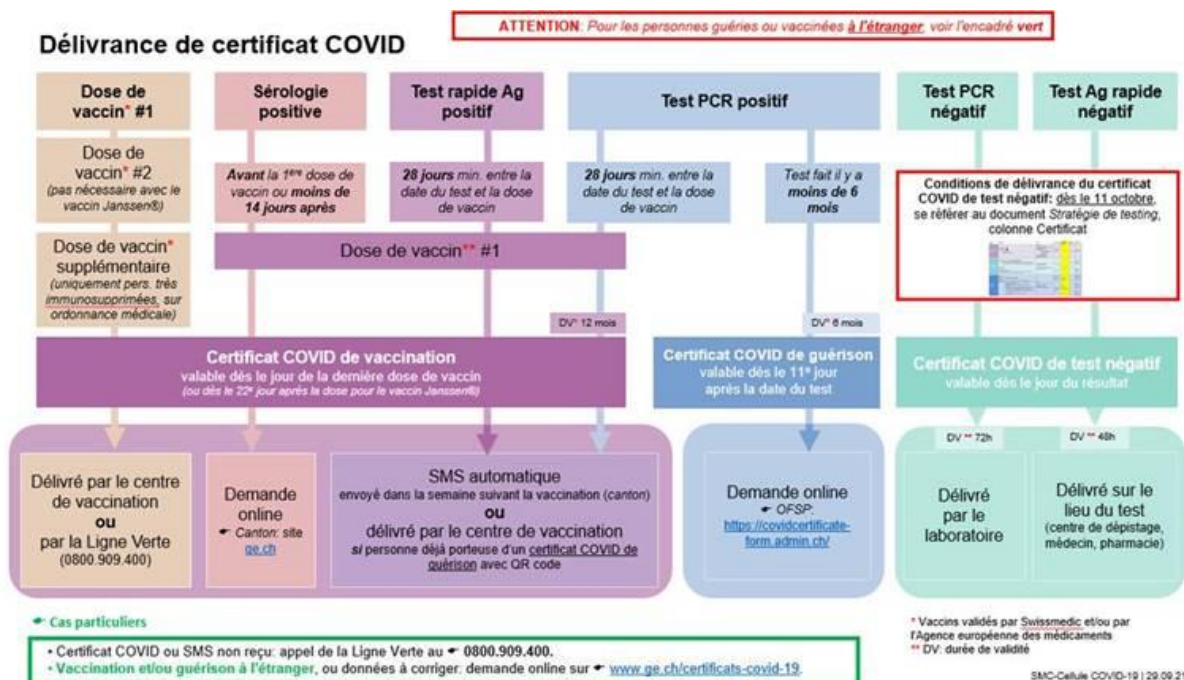 ATTENTION: Pour les personnes guéries ou vaccinées à l'étranger, voir l'encadré vert
Délivrance de certificat COVID
Dose de
vaccin* #1
Sérologie
positive
Test rapide Ag
positif
Test PCR positif
Test PCR
négatif
Test Ag rapide
négatif
Dose de
vaccin* #2
(pas nécessaire avec le
vaccin Janssen®)
Avant la 1ère dose de
vaccin ou moins de
14 jours après
28 jours min. entre la
date du test et la dose
de vaccin
28 jours min. entre la
date du test et la dose
de vaccin
Test fait il y a
moins de 6
mois
Conditions de délivrance du certificat
COVID de test négatif: dès le 11 octobre,
se référer au document Stratégie de testing,
colonne Certificat
Dose de vaccin*
supplémentaire
(uniquement pers. très
immunosupprimées, sur
ordonnance médicale)
Dose de vaccin** #1
DV* 12 mois
DV* 6 mois
Certificat COVID de vaccination
valable dès le jour de la dernière dose de vaccin
(ou dès le 22e jour après la dose pour le vaccin Janssen®)
Certificat COVID de guérison
valable dès le 11e jour
après la date du test
Certificat COVID de test négatif
valable dès le jour du résultat
DV ** 72h
DV ** 48h
Délivré par le centre
de vaccination
ou
par la Ligne Verte
(0800.909.400)
Demande
online
☛ Canton: site
ge.ch
SMS automatique
envoyé dans la semaine suivant la vaccination (canton)
ou
délivré par le centre de vaccination
si personne déjà porteuse d'un certificat COVID de
guérison avec QR code
Demande online
☛ OFSP:
https://covidcertificate-
form.admin.ch/
Délivré
par le
laboratoire
Délivré sur le
lieu du test
(centre de dépistage,
médecin, pharmacie)
☛ Cas particuliers
• Certificat COVID ou SMS non reçu: appel de la Ligne Verte au ☛ 0800.909.400.
• Vaccination et/ou guérison à l'étranger, ou données à corriger: demande online sur ☛ www.ge.ch/certificats-covid-19.
* Vaccins validés par Swissmedic et/ou par
l'Agence européenne des médicaments
** DV: durée de validité
SMC-Cellule COVID-19 | 29.09.21